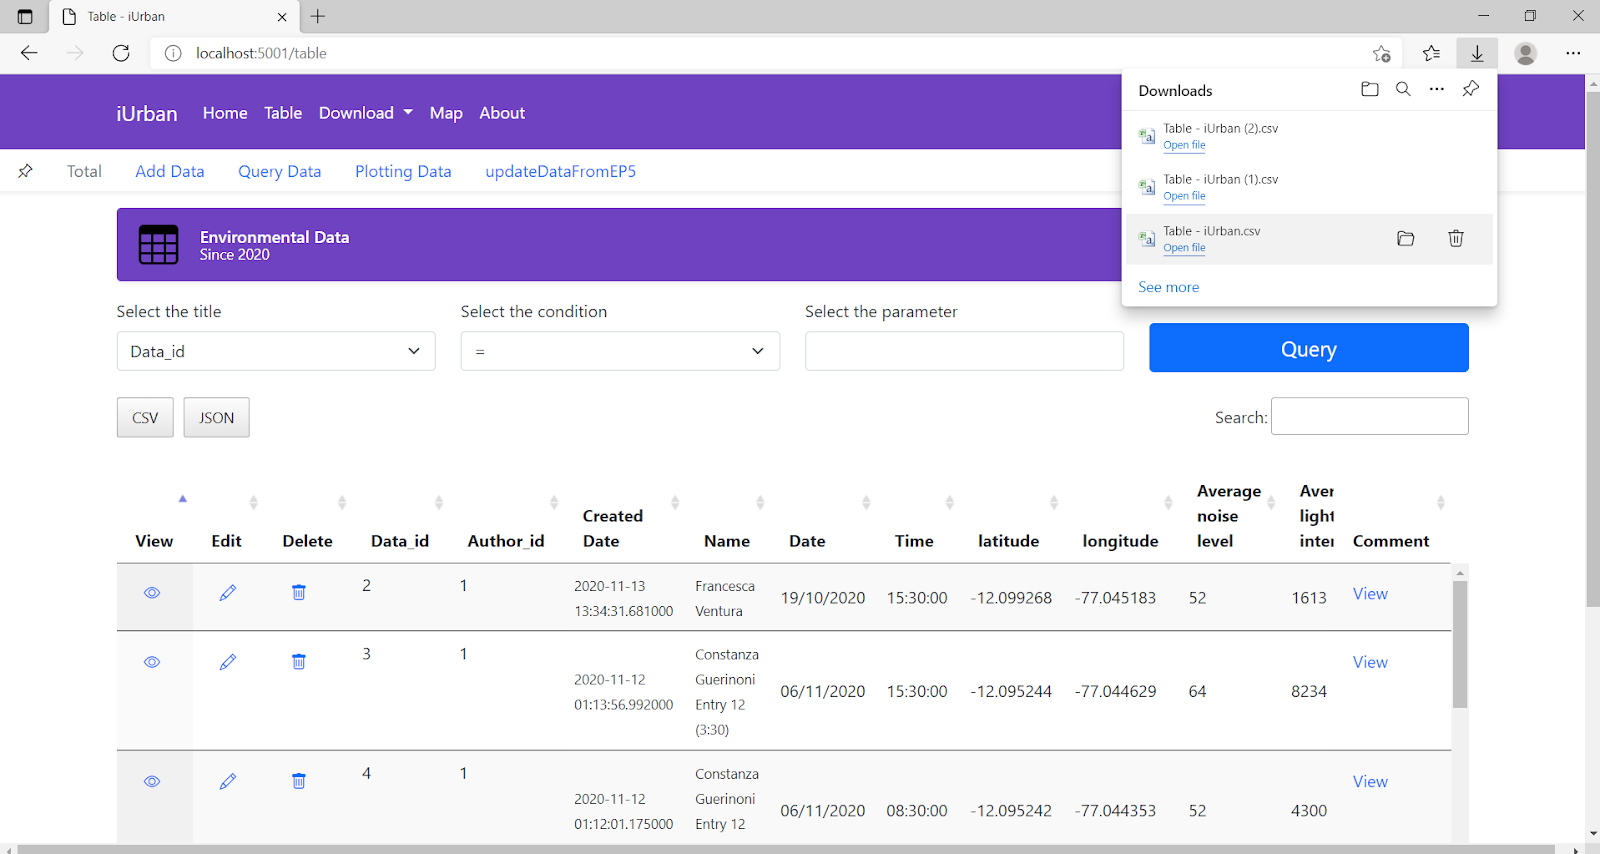 Table - iUrban
localhost:5001/table
iUrban Home Table Download Map About
Downloads
Table - iUrban (2).csv
Open file
Table - iUrban (1).csv
Open file
Table - iUrban.csv
Open file
See more
Total Add Data Query Data Plotting Data updateDataFromEP5
Environmental Data
Since 2020
Select the title Select the condition Select the parameter
Data_id = Query
CSV JSON Search:
View Edit Delete Data_id Author_id Created Date Name Date Time latitude longitude Average noise level Aver light inter Comment
2 1 2020-11-13 13:34:31.681000 Francesca Ventura 19/10/2020 15:30:00 -12.099268 -77.045183 52 1613 View
3 1 2020-11-12 01:13:56.992000 Constanza Guerinoni Entry 12 (3:30) 06/11/2020 15:30:00 -12.095244 -77.044629 64 8234 View
4 1 2020-11-12 01:12:01.175000 Constanza Guerinoni Entry 12 06/11/2020 08:30:00 -12.095242 -77.044353 52 4300 View